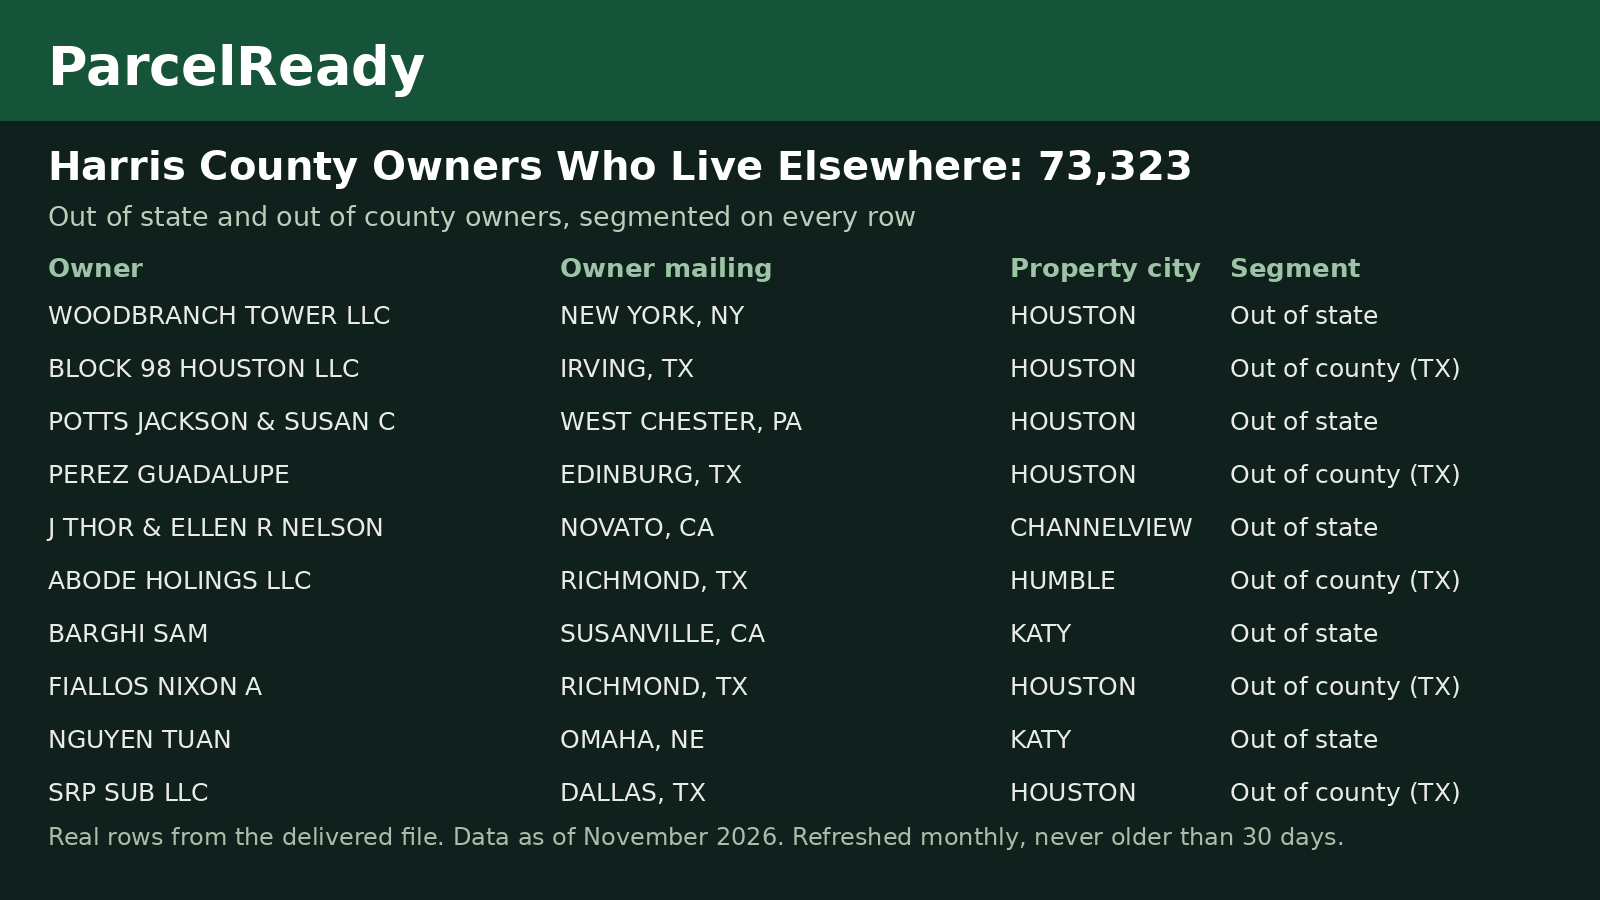 ParcelReady
Harris County Owners Who Live Elsewhere: 73,323
Out of state and out of county owners, segmented on every row
Owner Owner mailing Property city Segment
WOODBRANCH TOWER LLC NEW YORK, NY HOUSTON Out of state
BLOCK 98 HOUSTON LLC IRVING, TX HOUSTON Out of county (TX)
POTTS JACKSON & SUSAN C WEST CHESTER, PA HOUSTON Out of state
PEREZ GUADALUPE EDINBURG, TX HOUSTON Out of county (TX)
J THOR & ELLEN R NELSON NOVATO, CA CHANNELVIEW Out of state
ABODE HOLINGS LLC RICHMOND, TX HUMBLE Out of county (TX)
BARGHI SAM SUSANVILLE, CA KATY Out of state
FIALLOS NIXON A RICHMOND, TX HOUSTON Out of county (TX)
NGUYEN TUAN OMAHA, NE KATY Out of state
SRP SUB LLC DALLAS, TX HOUSTON Out of county (TX)
Real rows from the delivered file. Data as of November 2026. Refreshed monthly, never older than 30 days.